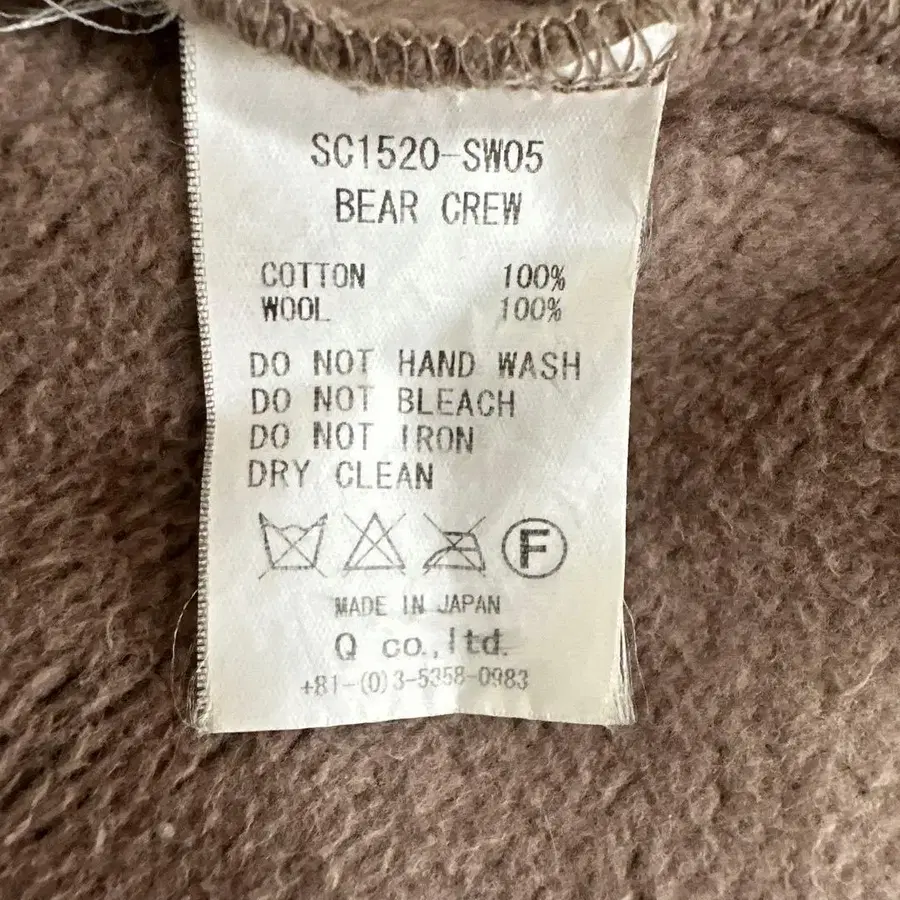 SC1520-SW05
BEAR CREW
COTTON 100%
WOOL 100%
DO NOT HAND WASH
DO NOT BLEACH
DO NOT IRON
DRY CLEAN
F
MADE IN JAPAN
Q co.,ltd.
+81-(0)3-5358-0983